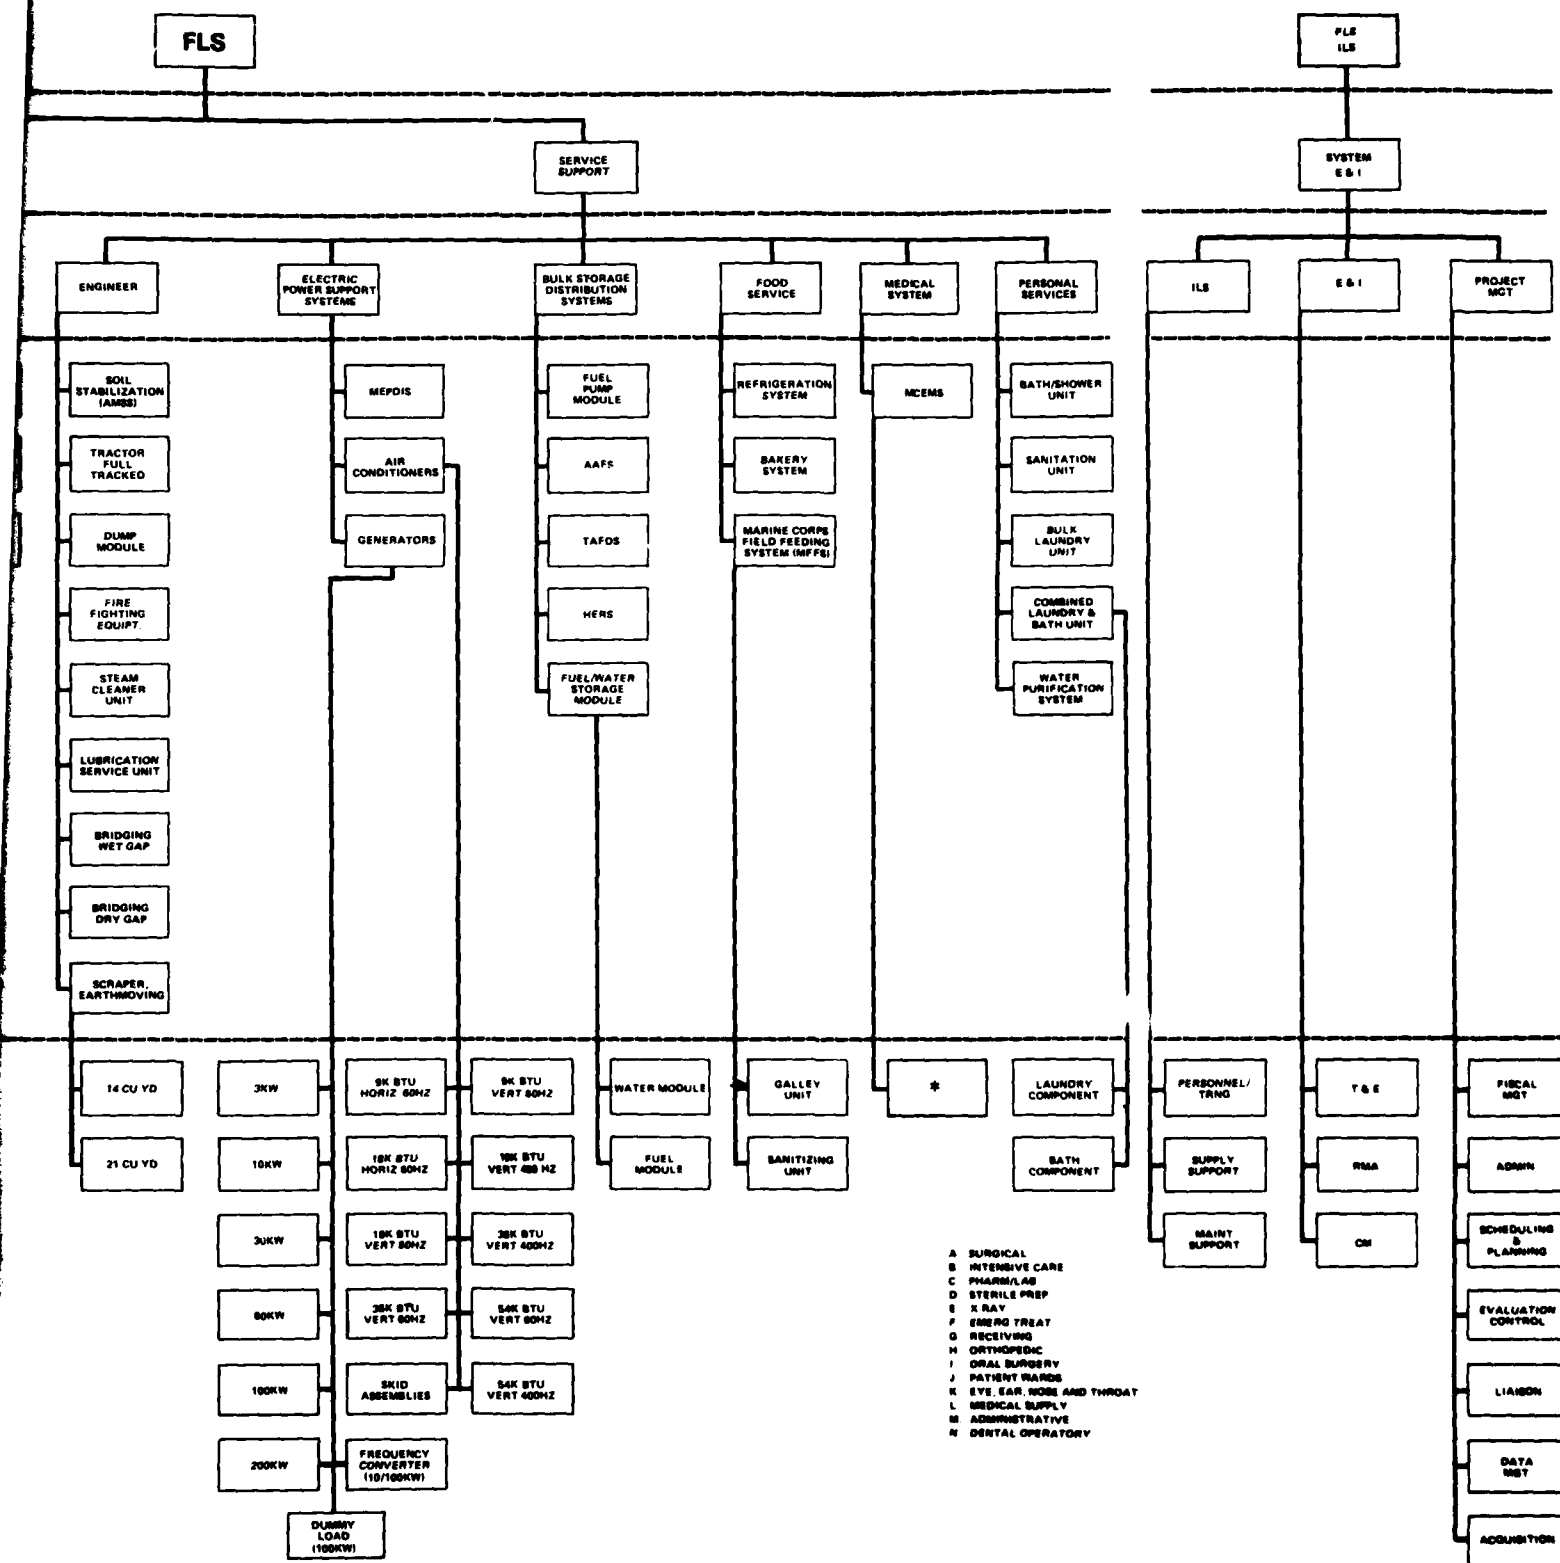 FLS
FLS
ILS
SERVICE
SUPPORT
SYSTEM
E & I
ENGINEER
ELECTRIC
POWER SUPPORT
SYSTEMS
BULK STORAGE
DISTRIBUTION
SYSTEMS
FOOD
SERVICE
MEDICAL
SYSTEM
PERSONAL
SERVICES
ILS
E & I
PROJECT
MGT
SOIL
STABILIZATION
(AMSS)
MEPDIS
FUEL
PUMP
MODULE
REFRIGERATION
SYSTEM
MCEMS
BATH/SHOWER
UNIT
TRACTOR
FULL
TRACKED
AIR
CONDITIONERS
AAFS
BAKERY
SYSTEM
SANITATION
UNIT
DUMP
MODULE
GENERATORS
TAFDS
MARINE CORPS
FIELD FEEDING
SYSTEM (MFFS)
BULK
LAUNDRY
UNIT
FIRE
FIGHTING
EQUIPT.
HERS
COMBINED
LAUNDRY &
BATH UNIT
STEAM
CLEANER
UNIT
FUEL/WATER
STORAGE
MODULE
WATER
PURIFICATION
SYSTEM
LUBRICATION
SERVICE UNIT
BRIDGING
WET GAP
BRIDGING
DRY GAP
SCRAPER,
EARTHMOVING
14 CU YD
3KW
9K BTU
HORIZ 60HZ
9K BTU
VERT 60HZ
WATER MODULE
GALLEY
UNIT
*
LAUNDRY
COMPONENT
PERSONNEL/
TRNG
T & E
FISCAL
MGT
21 CU YD
10KW
18K BTU
HORIZ 60HZ
18K BTU
VERT 400 HZ
FUEL
MODULE
SANITIZING
UNIT
BATH
COMPONENT
SUPPLY
SUPPORT
RMA
ADMIN
30KW
18K BTU
VERT 60HZ
36K BTU
VERT 400HZ
MAINT
SUPPORT
CM
SCHEDULING
&
PLANNING
60KW
36K BTU
VERT 60HZ
54K BTU
VERT 60HZ
EVALUATION
CONTROL
100KW
SKID
ASSEMBLIES
54K BTU
VERT 400HZ
LIAISON
200KW
FREQUENCY
CONVERTER
(10/100KW)
DATA
MGT
DUMMY
LOAD
(100KW)
ACQUISITION
A SURGICAL
B INTENSIVE CARE
C PHARM/LAB
D STERILE PREP
E X RAY
F EMERG TREAT
G RECEIVING
H ORTHOPEDIC
I ORAL SURGERY
J PATIENT WARDS
K EYE, EAR, NOSE AND THROAT
L MEDICAL SUPPLY
M ADMINISTRATIVE
N DENTAL OPERATORY